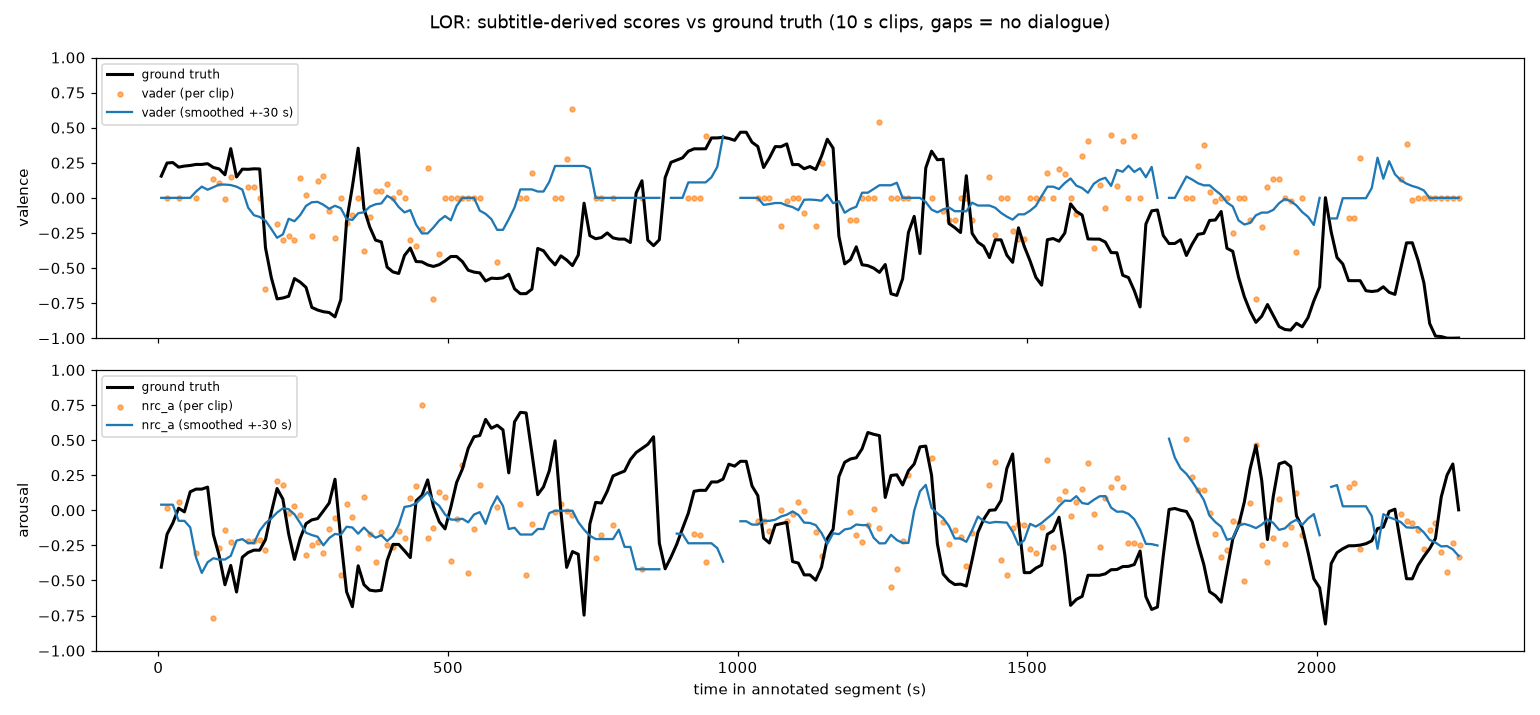 LOR: subtitle-derived scores vs ground truth (10 s clips, gaps = no dialogue)
1.00
0.75
0.50
0.25
0.00
−0.25
−0.50
−0.75
−1.00
valence
ground truth
vader (per clip)
vader (smoothed +-30 s)
1.00
0.75
0.50
0.25
0.00
−0.25
−0.50
−0.75
−1.00
arousal
ground truth
nrc_a (per clip)
nrc_a (smoothed +-30 s)
0
500
1000
1500
2000
time in annotated segment (s)